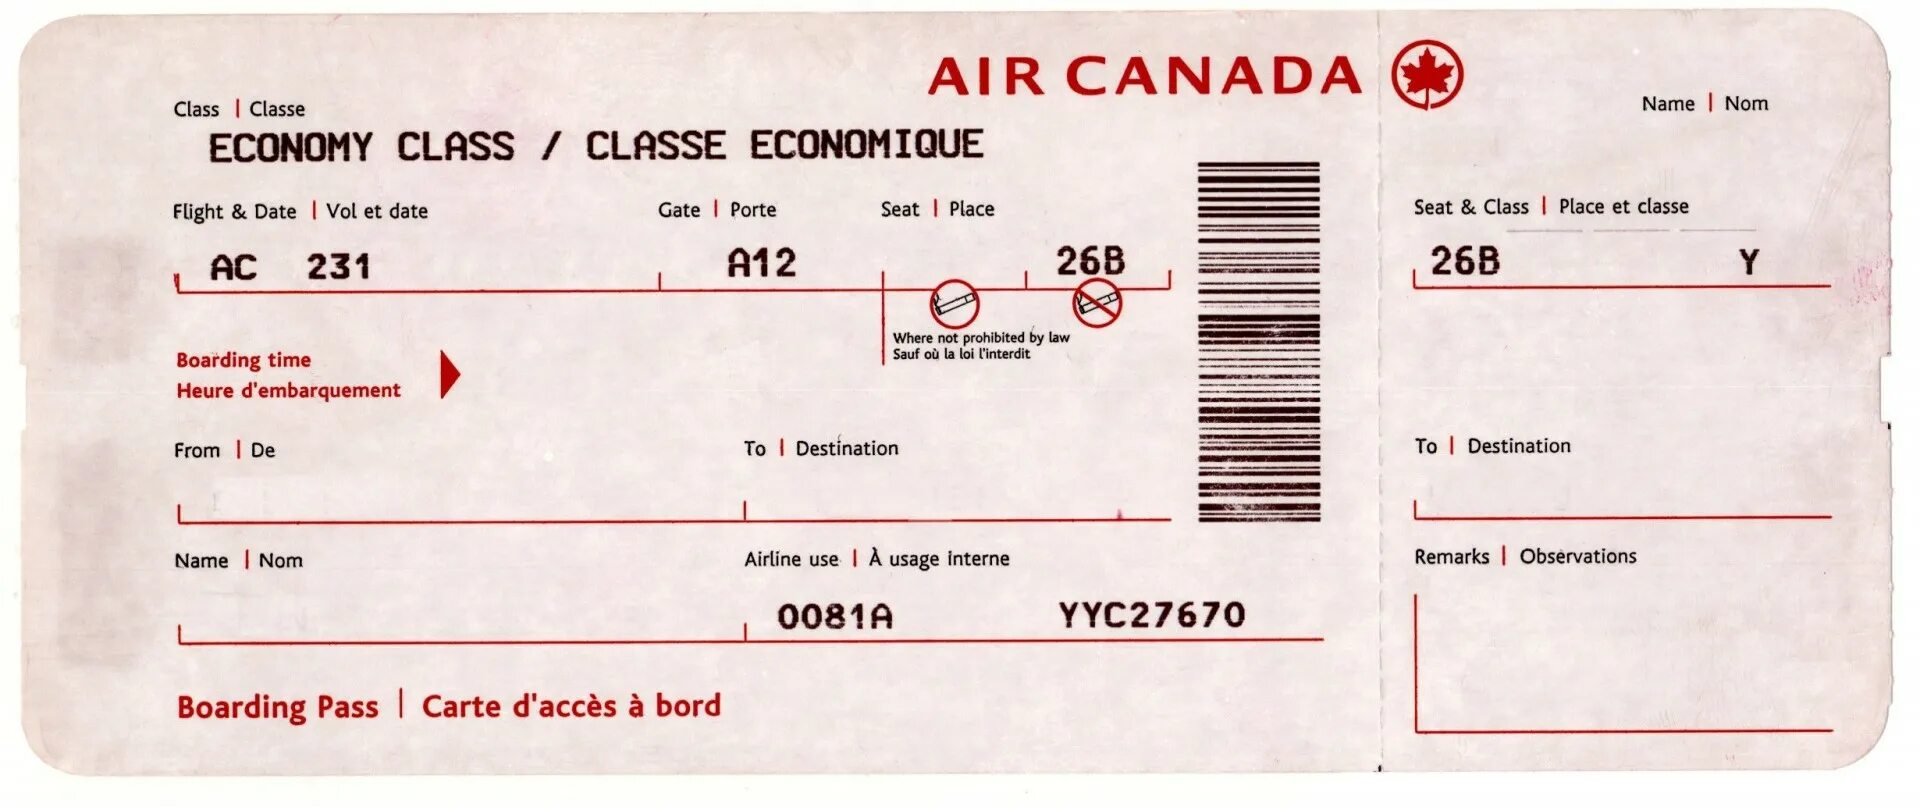 AIR CANADA
Class | Classe
ECONOMY CLASS / CLASSE ECONOMIQUE
Flight & Date | Vol et date
Gate | Porte
Seat | Place
AC 231
A12
26B
Where not prohibited by law
Sauf où la loi l'interdit
Boarding time
Heure d'embarquement
From | De
To | Destination
Name | Nom
Airline use | À usage interne
0081A
YYC27670
Boarding Pass | Carte d'accès à bord
Name | Nom
Seat & Class | Place et classe
26B
Y
To | Destination
Remarks | Observations